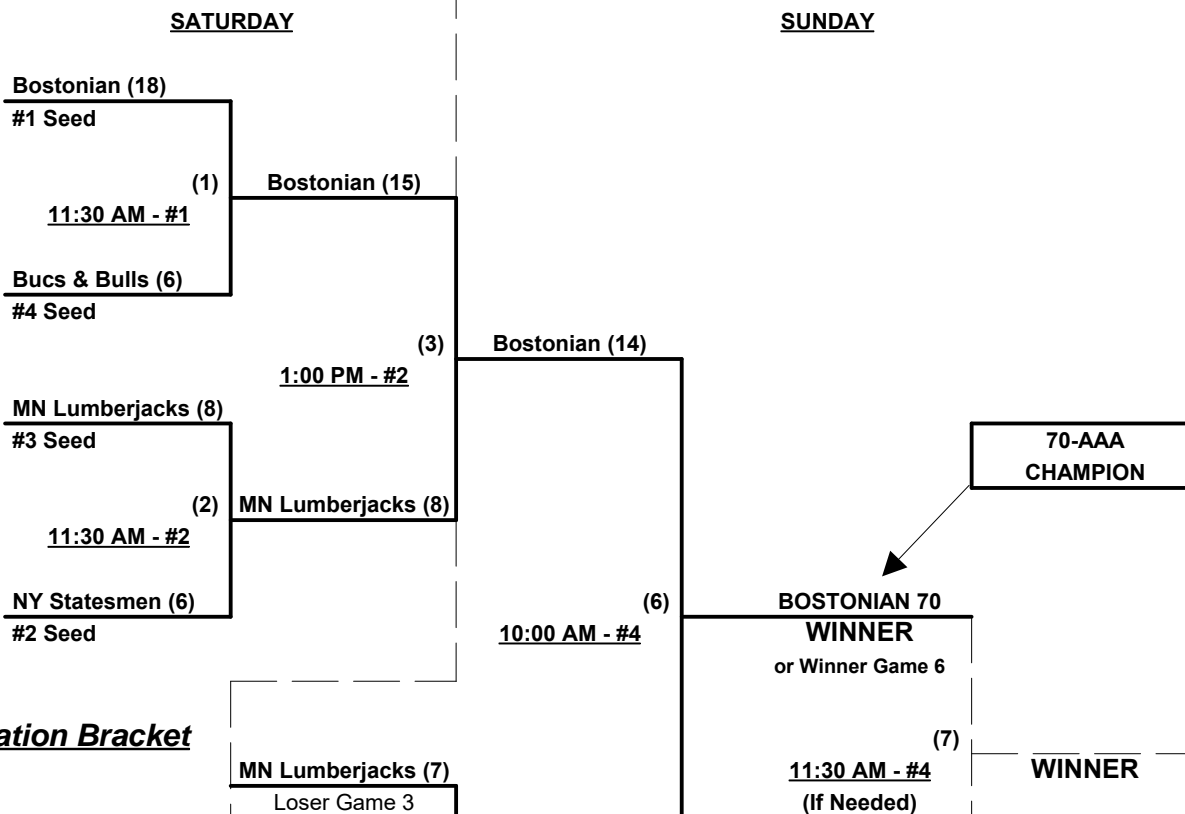 SATURDAY
SUNDAY
Bostonian (18)
#1 Seed
(1)
Bostonian (15)
11:30 AM - #1
Bucs & Bulls (6)
#4 Seed
(3)
Bostonian (14)
1:00 PM - #2
MN Lumberjacks (8)
#3 Seed
70-AAA
CHAMPION
(2)
MN Lumberjacks (8)
11:30 AM - #2
NY Statesmen (6)
#2 Seed
(6)
10:00 AM - #4
BOSTONIAN 70
WINNER
or Winner Game 6
Bracket
(7)
11:30 AM - #4
(If Needed)
WINNER
MN Lumberjacks (7)
Loser Game 3